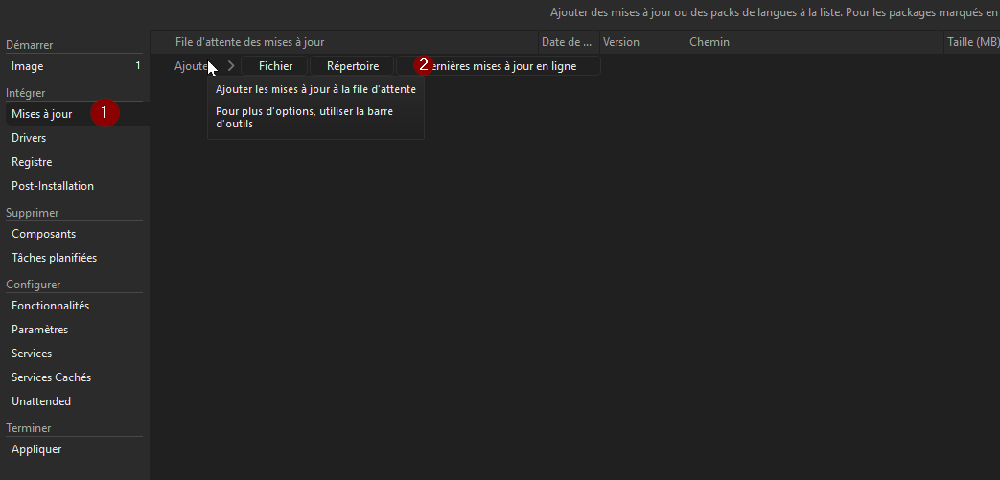 Ajouter des mises à jour ou des packs de langues à la liste. Pour les packages marqués en
Démarrer
File d'attente des mises à jour
Date de ...
Version
Chemin
Taille (MB)
Image
1
Ajoute
Fichier
Répertoire
2
ernières mises à jour en ligne
Intégrer
Ajouter les mises à jour à la file d'attente
Mises à jour
1
Pour plus d'options, utiliser la barre
d'outils
Drivers
Registre
Post-Installation
Supprimer
Composants
Tâches planifiées
Configurer
Fonctionnalités
Paramètres
Services
Services Cachés
Unattended
Terminer
Appliquer